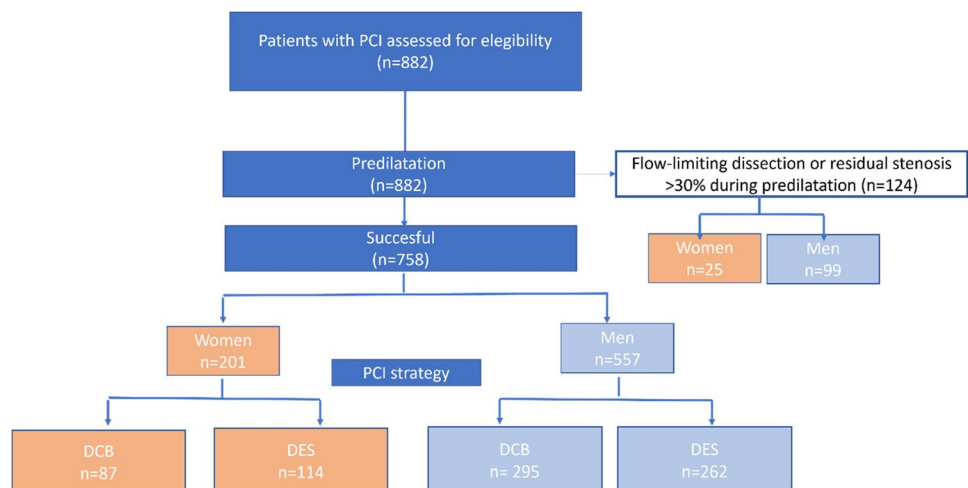 Patients with PCI assessed for elegibility
(n=882)
Predilatation
(n=882)
Flow-limiting dissection or residual stenosis
>30% during predilatation (n=124)
Women
n=25
Men
n=99
Succesful
(n=758)
Women
n=201
Men
n=557
PCI strategy
DCB
n=87
DES
n=114
DCB
n= 295
DES
n=262